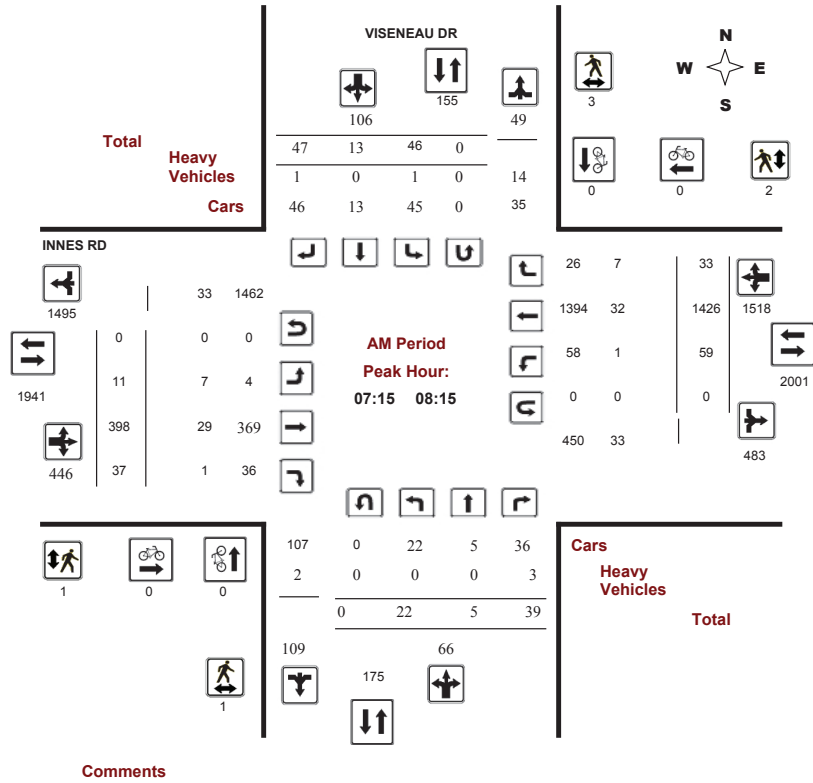 VISENEAU DR
N
W E
S
155
106 49 3
Total 47 13 46 0
Heavy
Vehicles 1 0 1 0 14
Cars 46 13 45 0 35
0 0 2
INNES RD
26 7 33
1495 33 1462
1394 32 1426 1518
0 0 0
AM Period
58 1 59
Peak Hour:
11 7 4
2001
1941
07:15 08:15
0 0 0
398 29 369
450 33
483
446 37 1 36
107 0 22 5 36 Cars
2 0 0 0 3 Heavy
Vehicles
1 0 0
0 22 5 39 Total
109 66
175
1
Comments